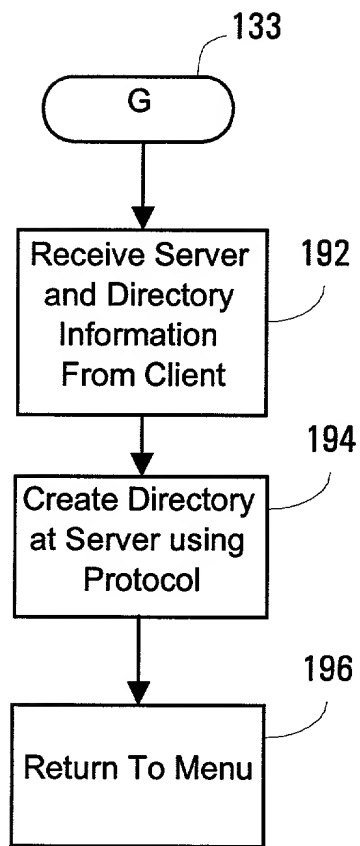 133
G
192
Receive Server
and Directory
Information
From Client
194
Create Directory
at Server using
Protocol
196
Return To Menu